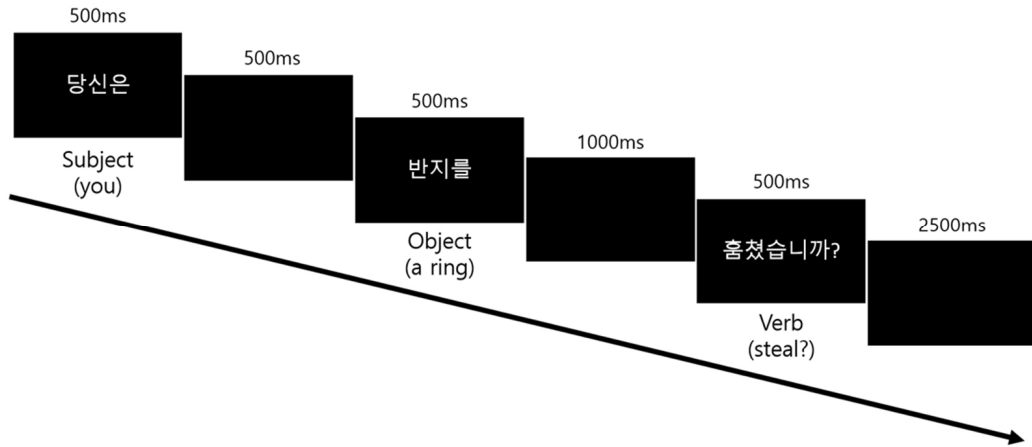 500ms
당신은
Subject
(you)
500ms
500ms
반지를
Object
(a ring)
1000ms
500ms
훔쳤습니까?
Verb
(steal?)
2500ms